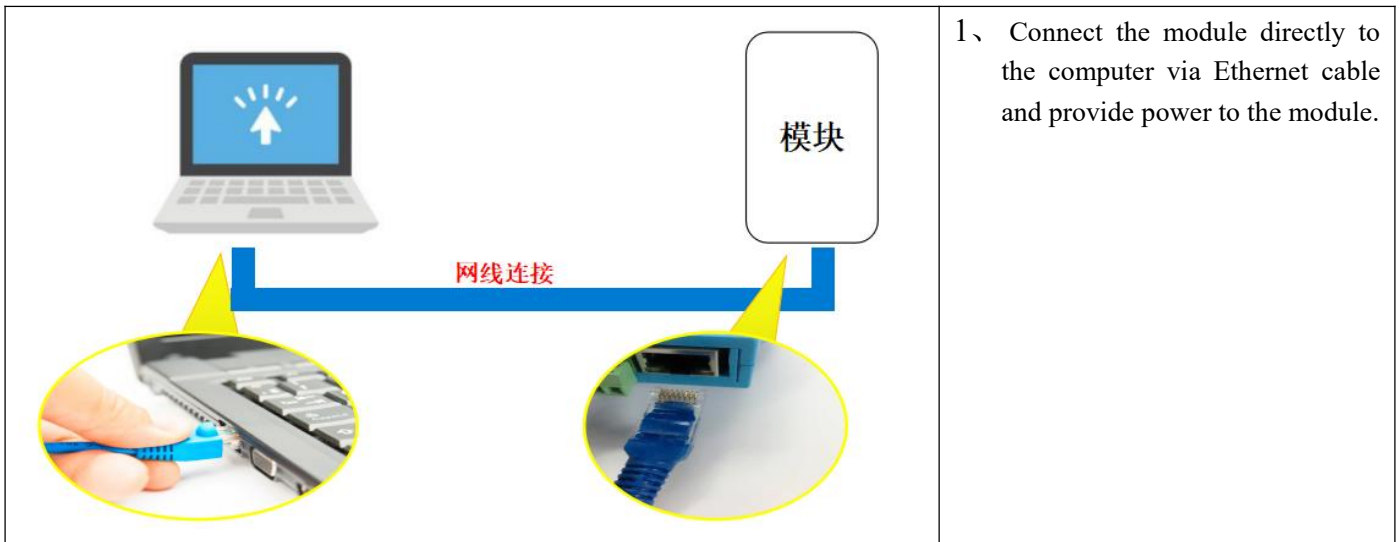 模块
网线连接
1、 Connect the module directly to
the computer via Ethernet cable
and provide power to the module.